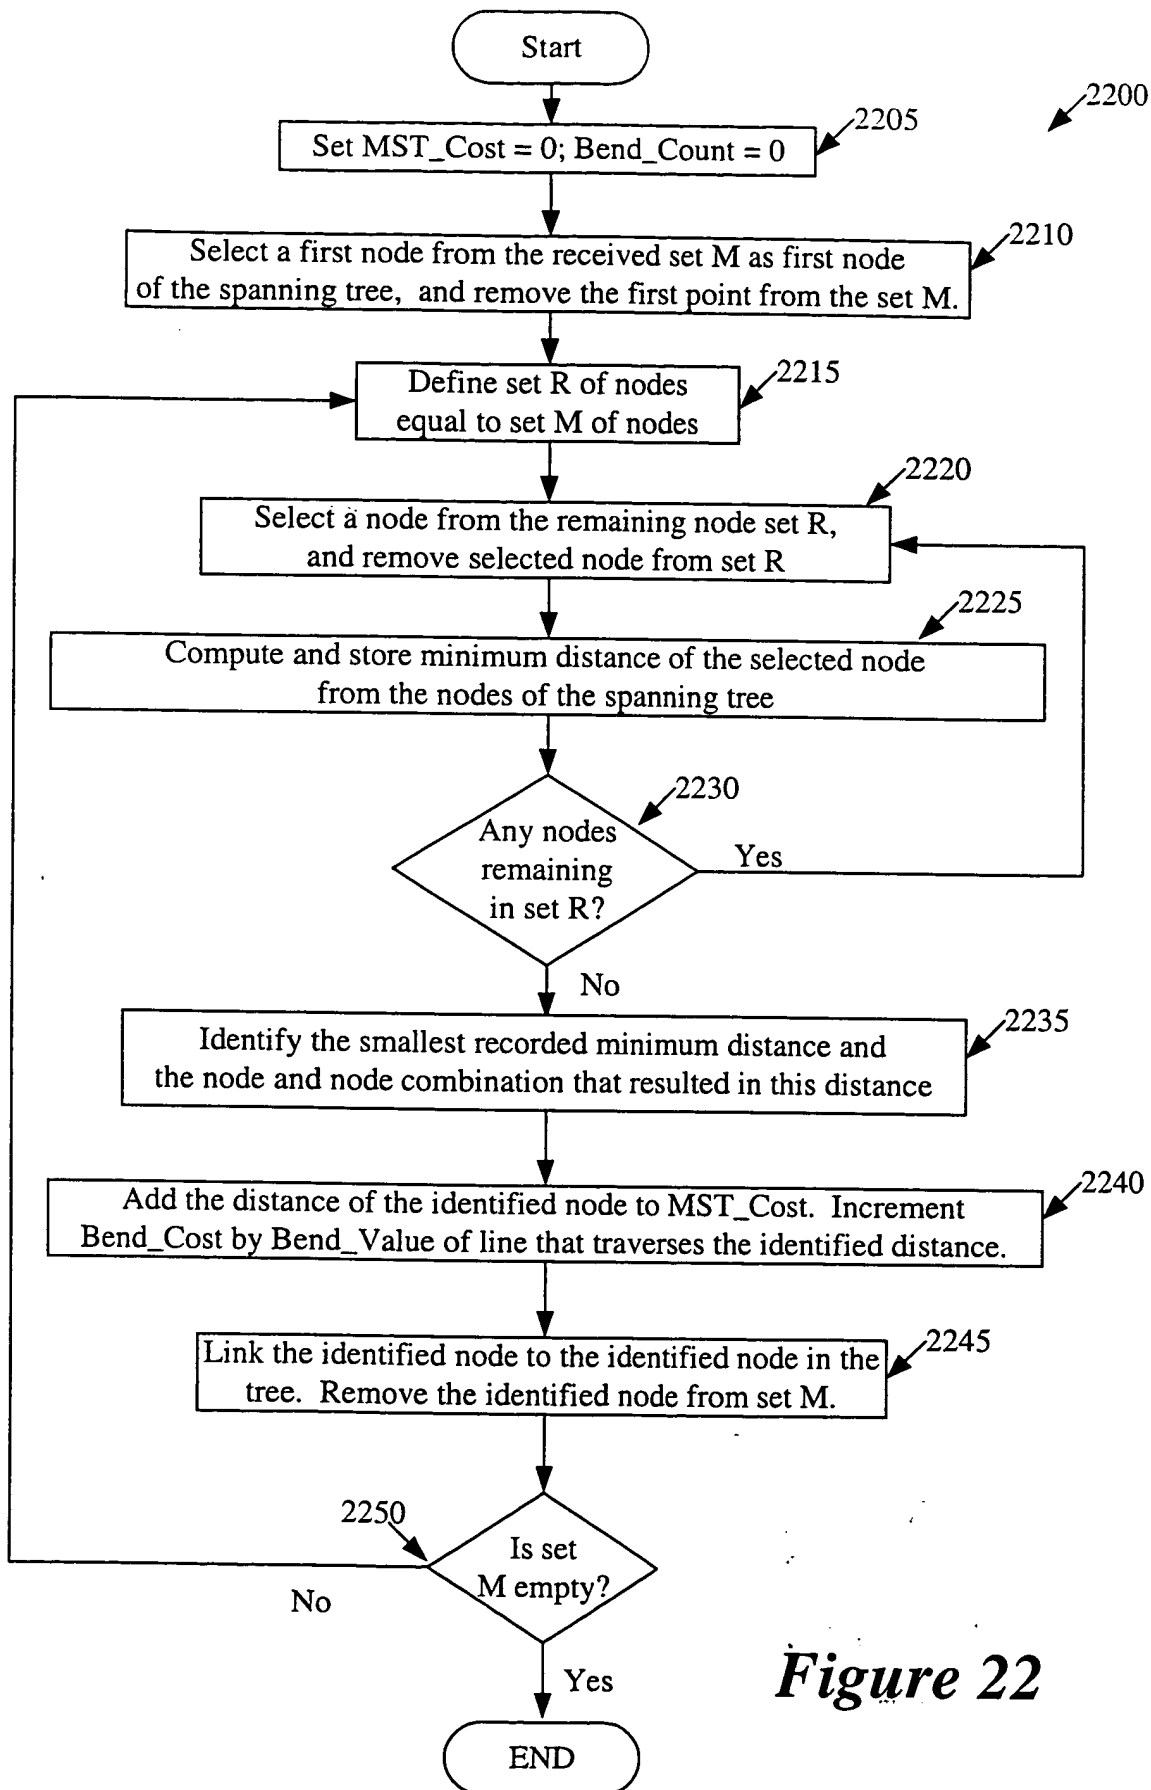 Start
2200
2205
Set MST_Cost = 0; Bend_Count = 0
2210
Select a first node from the received set M as first node
of the spanning tree, and remove the first point from the set M.
2215
Define set R of nodes
equal to set M of nodes
2220
Select a node from the remaining node set R,
and remove selected node from set R
2225
Compute and store minimum distance of the selected node
from the nodes of the spanning tree
2230
Any nodes
remaining
in set R?
Yes
No
2235
Identify the smallest recorded minimum distance and
the node and node combination that resulted in this distance
2240
Add the distance of the identified node to MST_Cost. Increment
Bend_Cost by Bend_Value of line that traverses the identified distance.
2245
Link the identified node to the identified node in the
tree. Remove the identified node from set M.
2250
Is set
M empty?
No
Yes
END
Figure 22